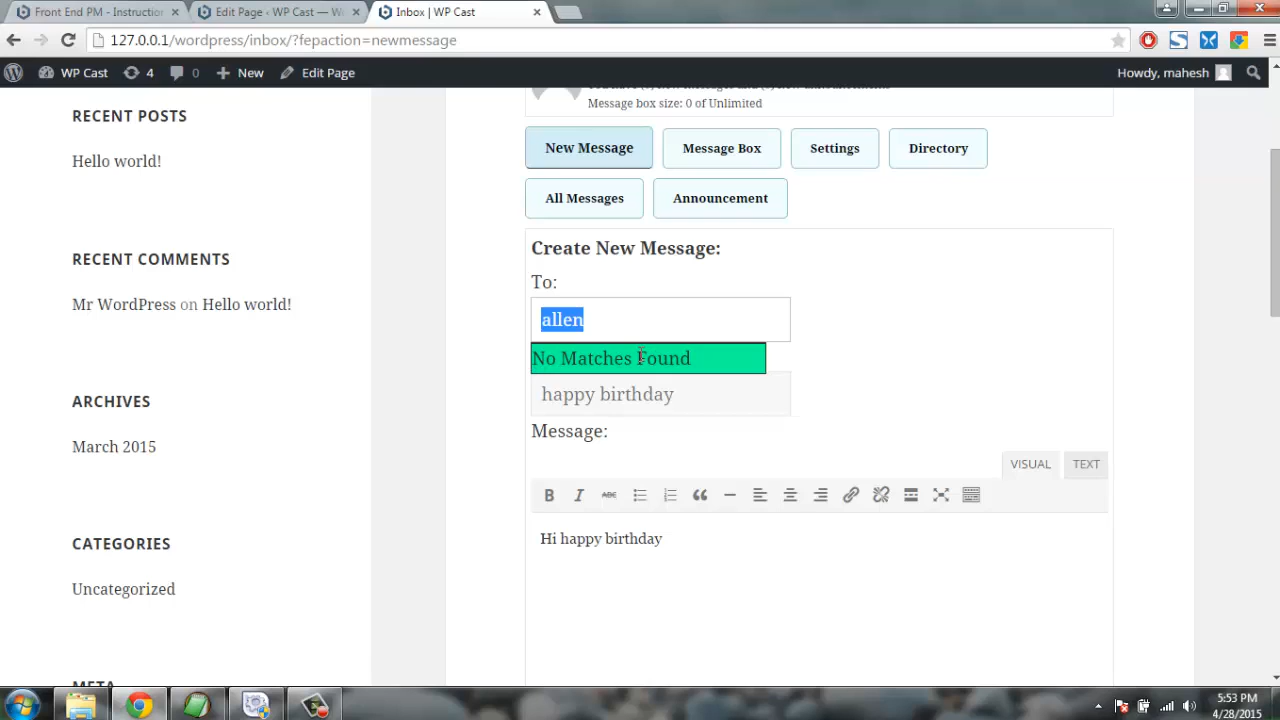 Front End PM - Instruction
Edit Page ‹ WP Cast — W
Inbox | WP Cast
127.0.0.1/wordpress/inbox/?fepaction=newmessage
WP Cast
4
0
New
Edit Page
Howdy, mahesh
RECENT POSTS
Hello world!
RECENT COMMENTS
Mr WordPress on Hello world!
ARCHIVES
March 2015
CATEGORIES
Uncategorized
META
Message box size: 0 of Unlimited
New Message
Message Box
Settings
Directory
All Messages
Announcement
Create New Message:
To:
allen
No Matches Found
happy birthday
Message:
VISUAL
TEXT
B
I
ABC
Hi happy birthday
5:53 PM
4/28/2015